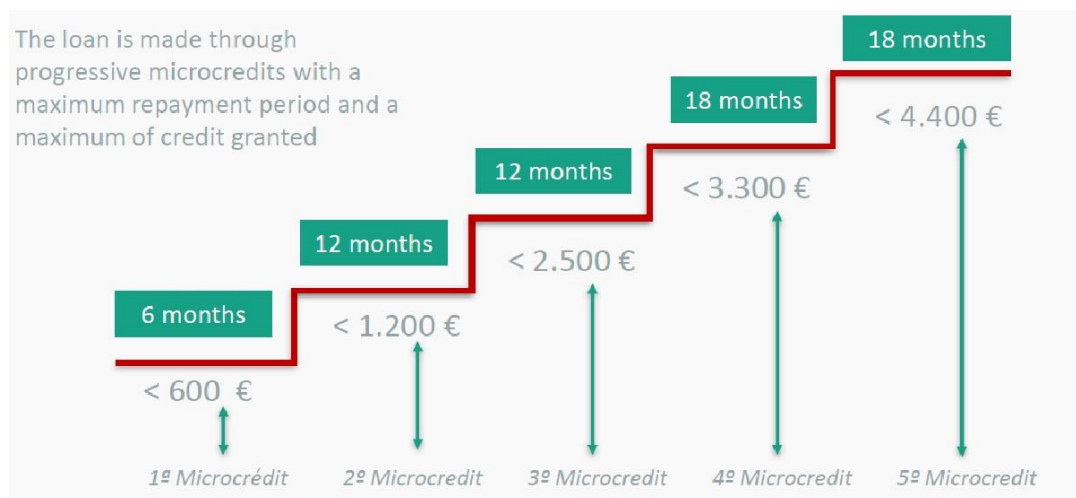 The loan is made through
progressive microcredits with a
maximum repayment period and a
maximum of credit granted
18 months
18 months
< 4.400 €
12 months
< 3.300 €
12 months
< 2.500 €
6 months
< 1.200 €
< 600 €
1º Microcrédit
2º Microcredit
3º Microcredit
4º Microcredit
5º Microcredit